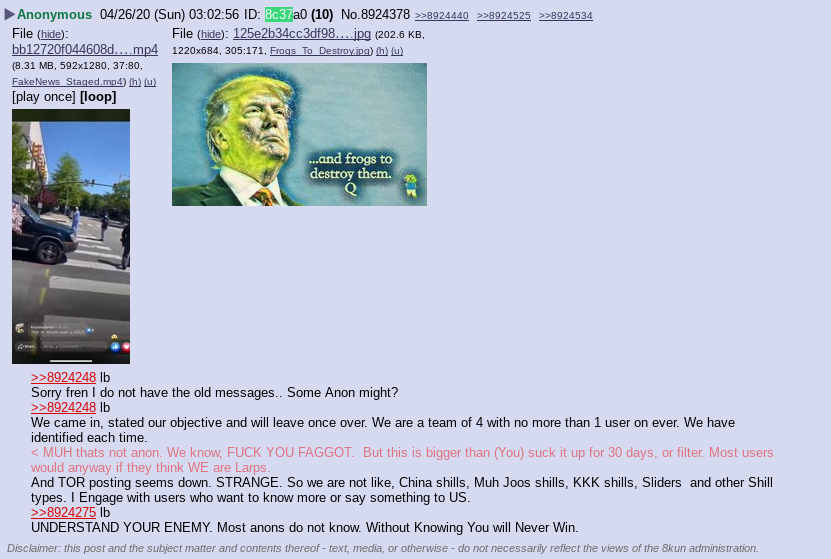 ▶Anonymous 04/26/20 (Sun) 03:02:56 ID: 8c37a0 (10) No.8924378 >>8924440 >>8924525 >>8924534
File (hide):
bb12720f044608d….mp4
(8.31 MB, 592x1280, 37:80,
FakeNews_Staged.mp4) (h) (u)
[play once] [loop]
File (hide): 125e2b34cc3df98….jpg (202.6 KB,
1220x684, 305:171, Frogs_To_Destroy.jpg) (h) (u)
...and frogs to
destroy them.
Q
Share
>>8924248 lb
Sorry fren I do not have the old messages.. Some Anon might?
>>8924248 lb
We came in, stated our objective and will leave once over. We are a team of 4 with no more than 1 user on ever. We have
identified each time.
< MUH thats not anon. We know, FUCK YOU FAGGOT.  But this is bigger than (You) suck it up for 30 days, or filter. Most users
would anyway if they think WE are Larps.
And TOR posting seems down. STRANGE. So we are not like, China shills, Muh Joos shills, KKK shills, Sliders  and other Shill
types. I Engage with users who want to know more or say something to US.
>>8924275 lb
UNDERSTAND YOUR ENEMY. Most anons do not know. Without Knowing You will Never Win.
Disclaimer: this post and the subject matter and contents thereof - text, media, or otherwise - do not necessarily reflect the views of the 8kun administration.